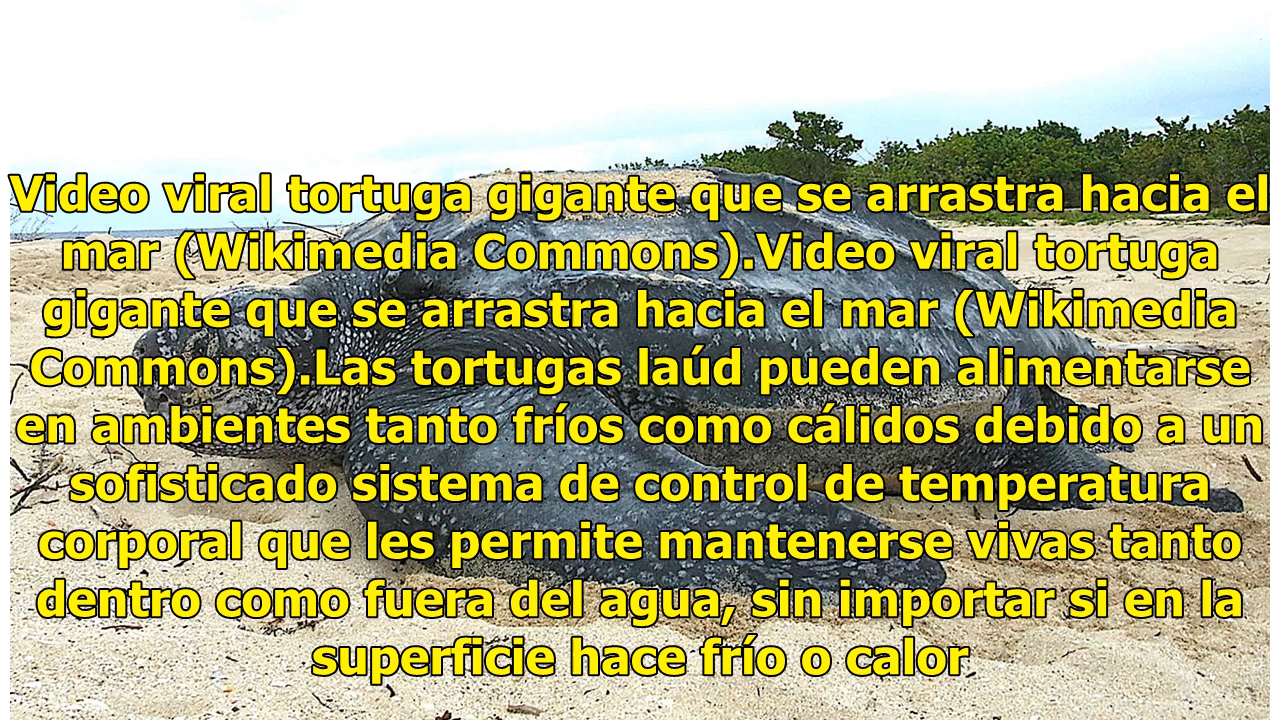 Video viral tortuga gigante que se arrastra hacia el
mar (Wikimedia Commons).Video viral tortuga
gigante que se arrastra hacia el mar (Wikimedia
Commons).Las tortugas laúd pueden alimentarse
en ambientes tanto fríos como cálidos debido a un
sofisticado sistema de control de temperatura
corporal que les permite mantenerse vivas tanto
dentro como fuera del agua, sin importar si en la
superficie hace frío o calor